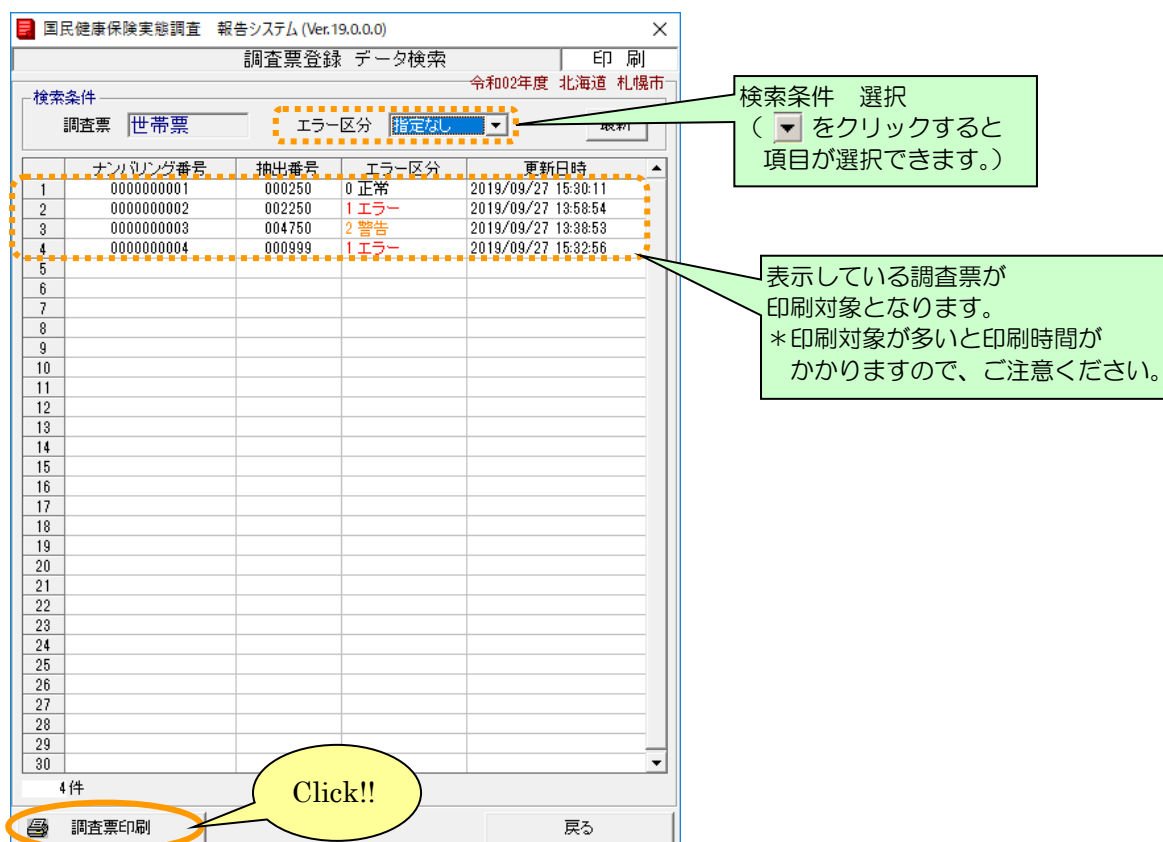 国民健康保険実態調査　報告システム (Ver.19.0.0.0)
調査票登録 データ検索
印 刷
令和02年度 北海道 札幌市
検索条件
調査票 世帯票 エラー区分 指定なし 最新
ナンバリング番号 抽出番号 エラー区分 更新日時
1 0000000001 000250 0 正常 2019/09/27 15:30:11
2 0000000002 002250 1 エラー 2019/09/27 13:58:54
3 0000000003 004750 2 警告 2019/09/27 13:38:53
4 0000000004 000999 1 エラー 2019/09/27 15:32:56
5
6
7
8
9
10
11
12
13
14
15
16
17
18
19
20
21
22
23
24
25
26
27
28
29
30
4件
調査票印刷
戻る
Click!!
検索条件　選択
（ ▼ をクリックすると
項目が選択できます。）
表示している調査票が
印刷対象となります。
＊印刷対象が多いと印刷時間が
かかりますので、ご注意ください。